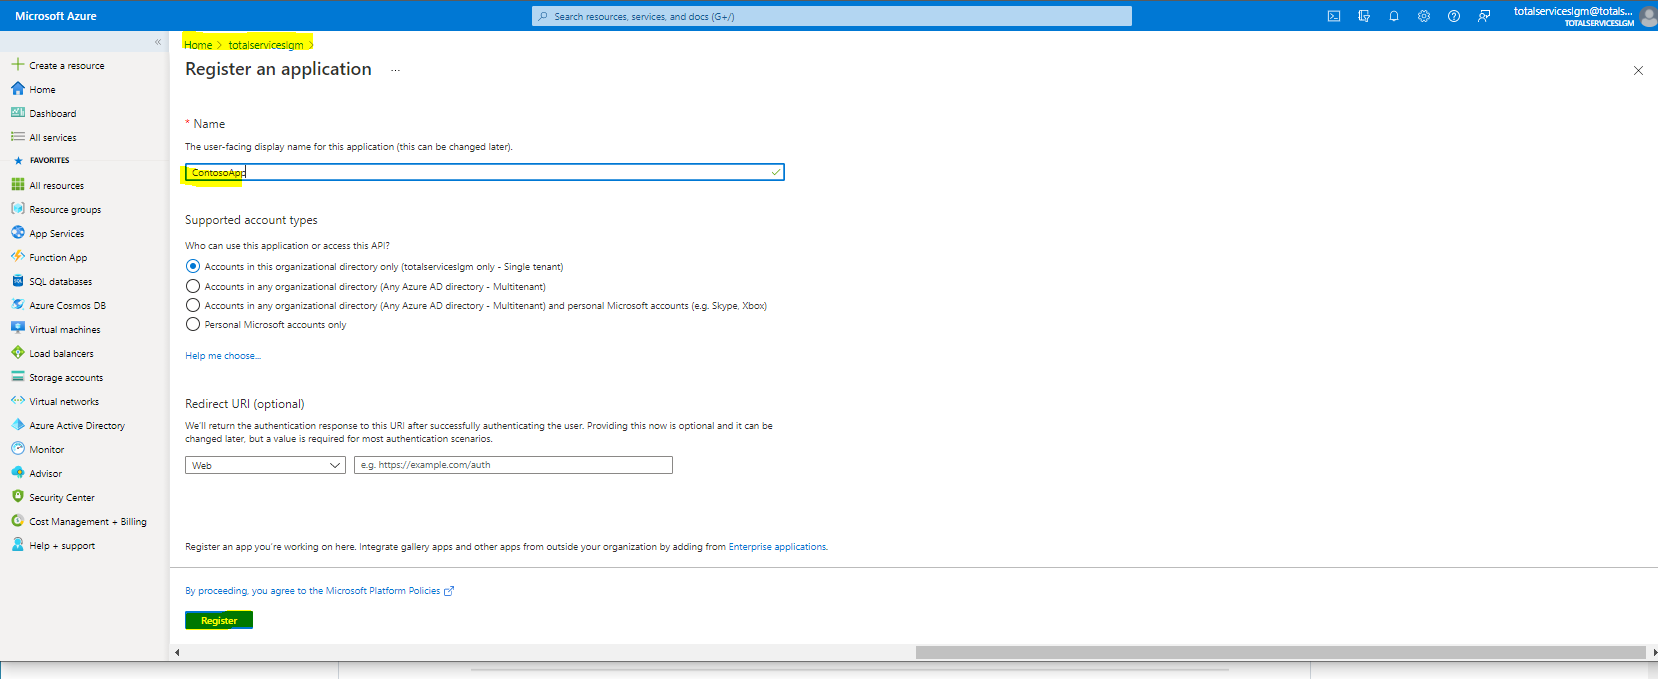 Microsoft Azure
Search resources, services, and docs (G+/)
totalserviceslgm@totals...
TOTALSERVICESLGM
«
Create a resource
Home
Dashboard
All services
FAVORITES
All resources
Resource groups
App Services
Function App
SQL databases
Azure Cosmos DB
Virtual machines
Load balancers
Storage accounts
Virtual networks
Azure Active Directory
Monitor
Advisor
Security Center
Cost Management + Billing
Help + support
Home > totalserviceslgm >
Register an application ...
* Name
The user-facing display name for this application (this can be changed later).
ContosoApp
Supported account types
Who can use this application or access this API?
Accounts in this organizational directory only (totalserviceslgm only - Single tenant)
Accounts in any organizational directory (Any Azure AD directory - Multitenant)
Accounts in any organizational directory (Any Azure AD directory - Multitenant) and personal Microsoft accounts (e.g. Skype, Xbox)
Personal Microsoft accounts only
Help me choose...
Redirect URI (optional)
We'll return the authentication response to this URI after successfully authenticating the user. Providing this now is optional and it can be
changed later, but a value is required for most authentication scenarios.
Web
e.g. https://example.com/auth
Register an app you're working on here. Integrate gallery apps and other apps from outside your organization by adding from Enterprise applications.
By proceeding, you agree to the Microsoft Platform Policies
Register